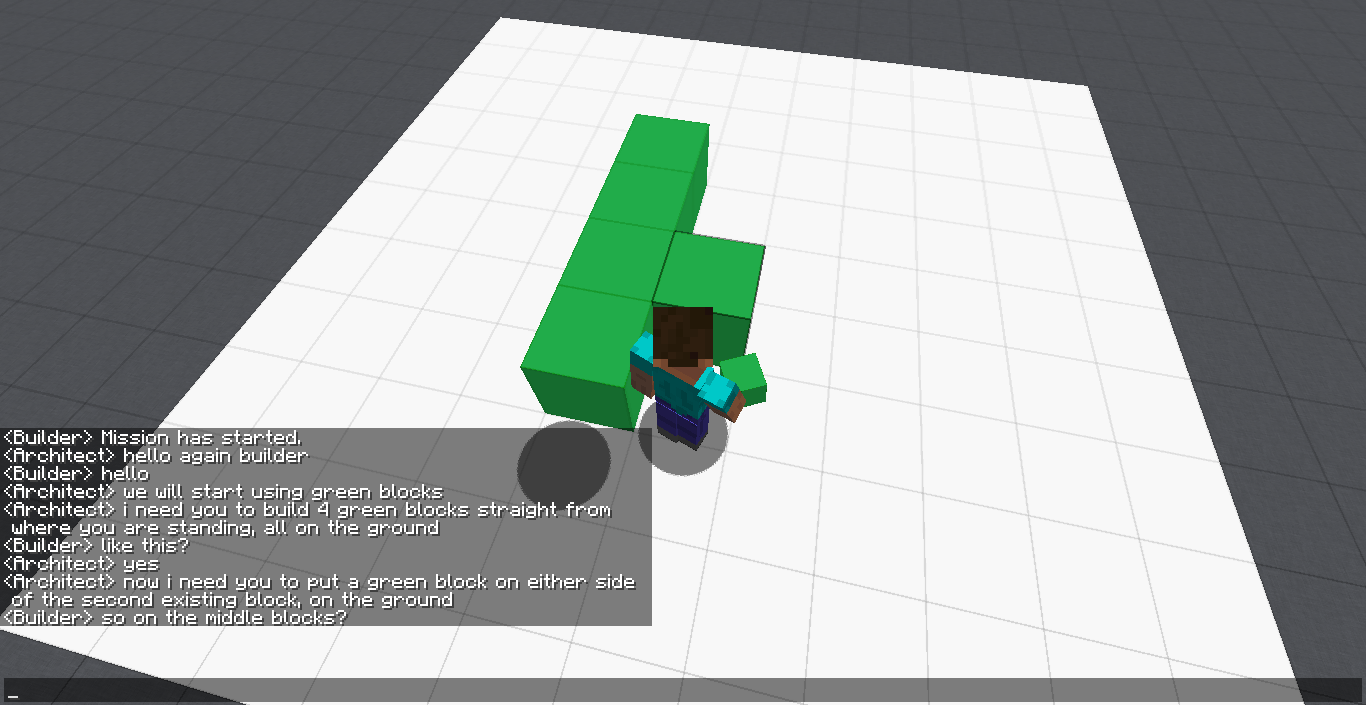 <Builder> Mission has started.
<Architect> hello again builder
<Builder> hello
<Architect> we will start using green blocks
<Architect> i need you to build 4 green blocks straight from
where you are standing, all on the ground
<Builder> like this?
<Architect> yes
<Architect> now i need you to put a green block on either side
of the second existing block, on the ground
<Builder> so on the middle blocks?
_